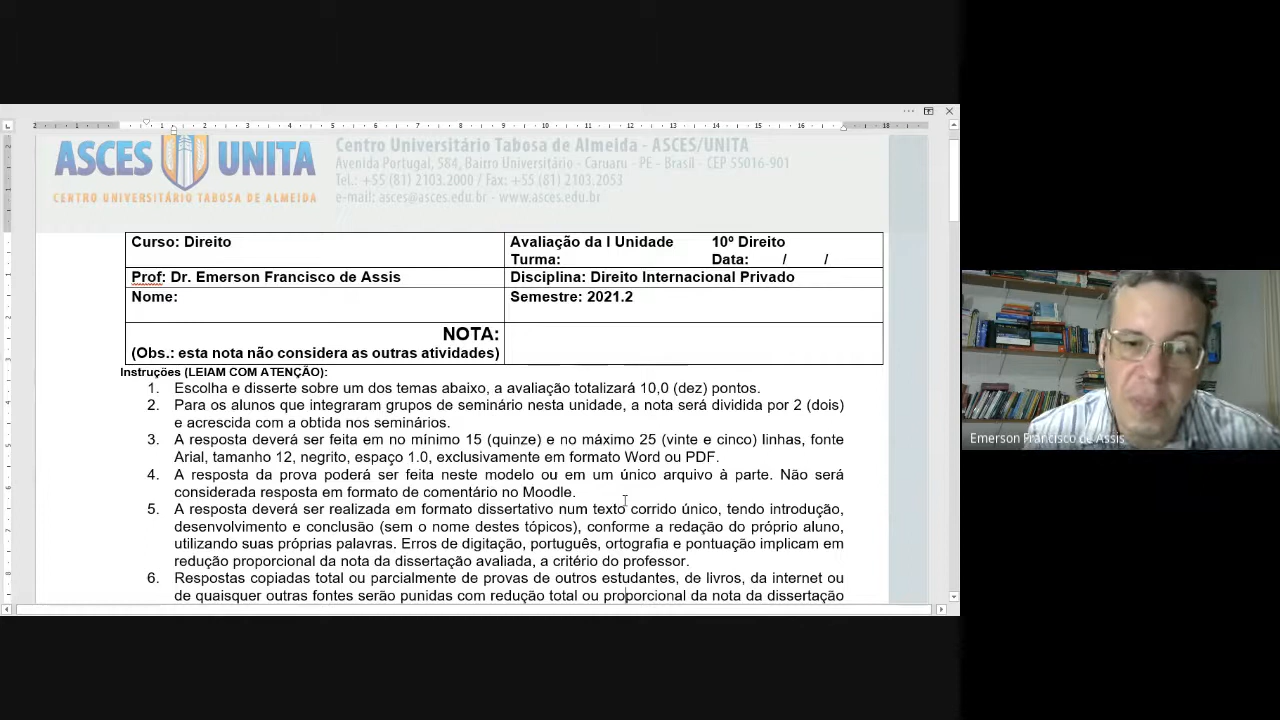 ASCES UNITA
CENTRO UNIVERSITÁRIO TABOSA DE ALMEIDA
Centro Universitário Tabosa de Almeida - ASCES/UNITA
Avenida Portugal, 584, Bairro Universitário - Caruaru - PE - Brasil - CEP 55016-901
Tel.: +55 (81) 2103.2000 / Fax: +55 (81) 2103.2053
e-mail: asces@asces.edu.br - www.asces.edu.br
Curso: Direito
Avaliação da I Unidade 10º Direito
Turma: Data: / /
Prof: Dr. Emerson Francisco de Assis
Disciplina: Direito Internacional Privado
Nome:
Semestre: 2021.2
NOTA:
(Obs.: esta nota não considera as outras atividades)
Instruções (LEIAM COM ATENÇÃO):
1. Escolha e disserte sobre um dos temas abaixo, a avaliação totalizará 10,0 (dez) pontos.
2. Para os alunos que integraram grupos de seminário nesta unidade, a nota será dividida por 2 (dois)
e acrescida com a obtida nos seminários.
3. A resposta deverá ser feita em no mínimo 15 (quinze) e no máximo 25 (vinte e cinco) linhas, fonte
Arial, tamanho 12, negrito, espaço 1.0, exclusivamente em formato Word ou PDF.
4. A resposta da prova poderá ser feita neste modelo ou em um único arquivo à parte. Não será
considerada resposta em formato de comentário no Moodle.
5. A resposta deverá ser realizada em formato dissertativo num texto corrido único, tendo introdução,
desenvolvimento e conclusão (sem o nome destes tópicos), conforme a redação do próprio aluno,
utilizando suas próprias palavras. Erros de digitação, português, ortografia e pontuação implicam em
redução proporcional da nota da dissertação avaliada, a critério do professor.
6. Respostas copiadas total ou parcialmente de provas de outros estudantes, de livros, da internet ou
de quaisquer outras fontes serão punidas com redução total ou proporcional da nota da dissertação
Emerson Francisco de Assis